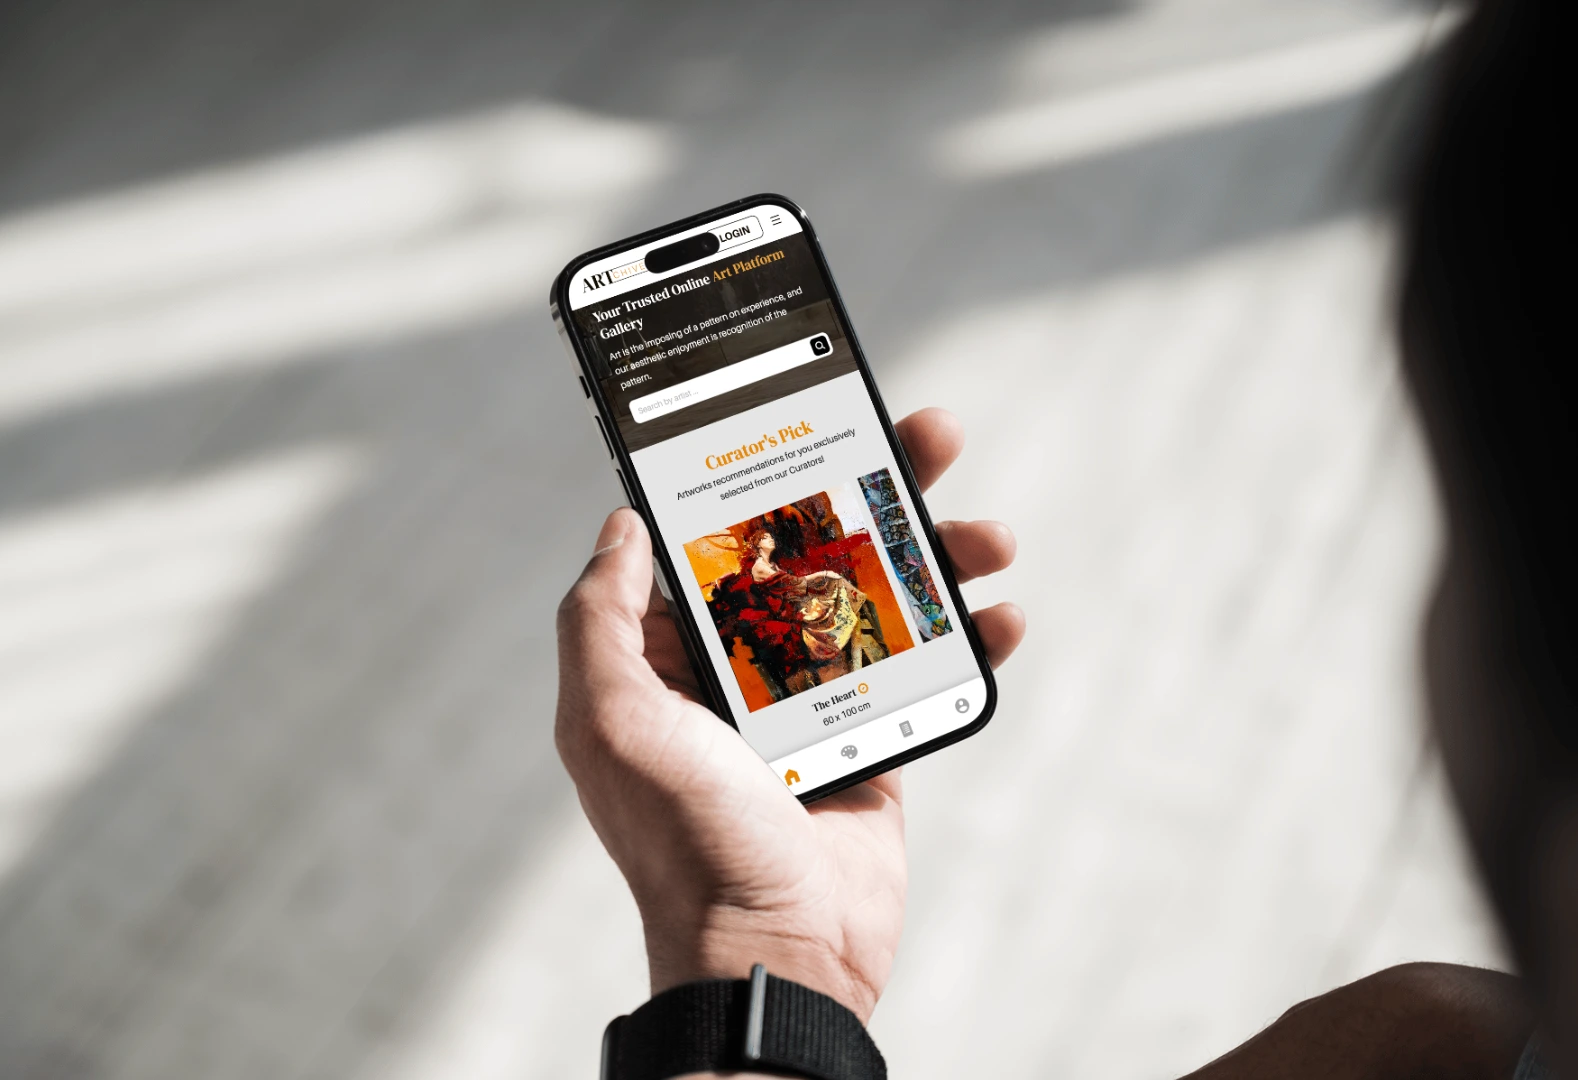 ARTCHIVE
LOGIN
Your Trusted Online Art Platform
Gallery
Art is the imposing of a pattern on experience, and
our aesthetic enjoyment is recognition of the
pattern.
Search by artist ...
Curator's Pick
Artworks recommendations for you exclusively
selected from our Curators!
The Heart
60 x 100 cm